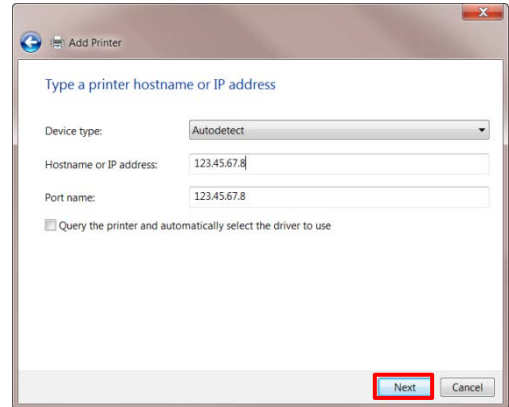 Add Printer
Type a printer hostname or IP address
Device type: Autodetect
Hostname or IP address: 123.45.67.8
Port name: 123.45.67.8
Query the printer and automatically select the driver to use
Next Cancel